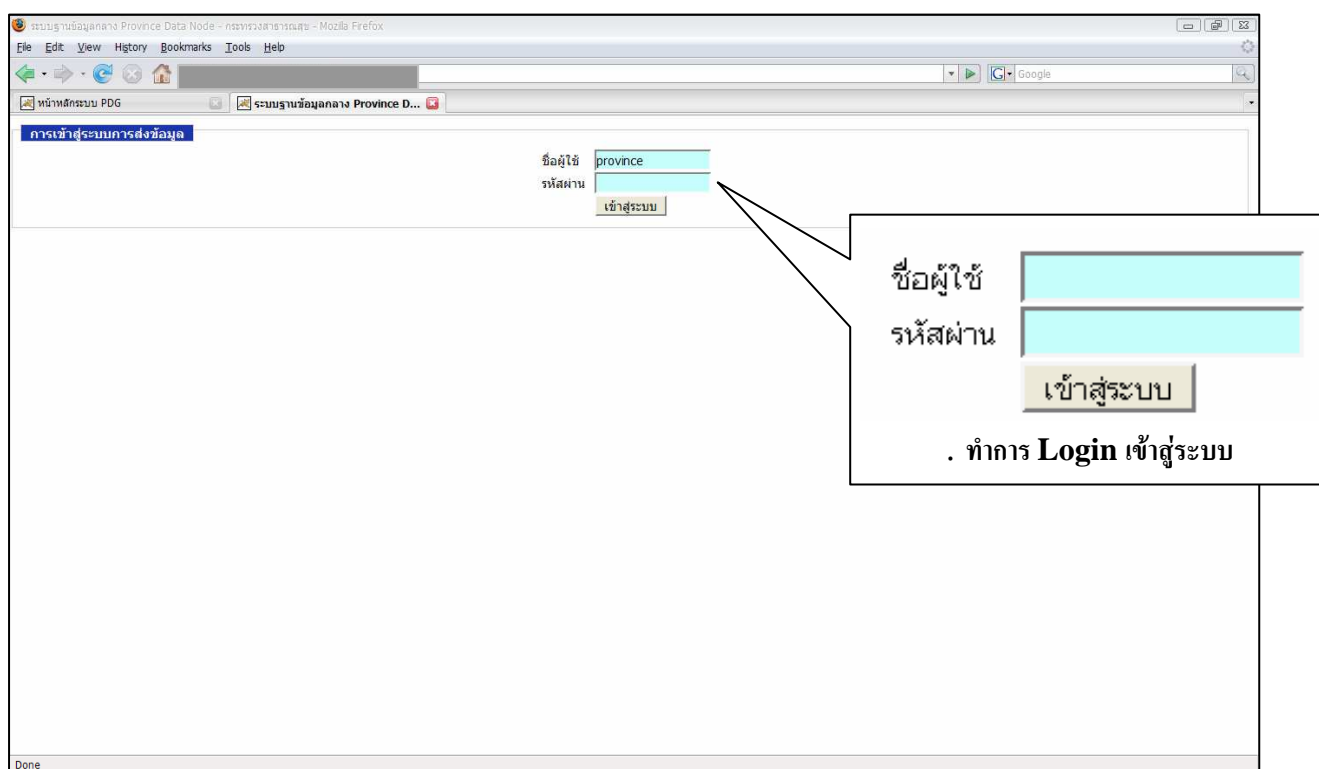 ระบบฐานข้อมูลกลาง Province Data Node - กระทรวงสาธารณสุข - Mozilla Firefox
File Edit View History Bookmarks Tools Help
Google
หน้าหลักระบบ PDG ระบบฐานข้อมูลกลาง Province D...
การเข้าสู่ระบบการส่งข้อมูล
ชื่อผู้ใช้ province
รหัสผ่าน
เข้าสู่ระบบ
ชื่อผู้ใช้
รหัสผ่าน
เข้าสู่ระบบ
. ทำการ Login เข้าสู่ระบบ
Done